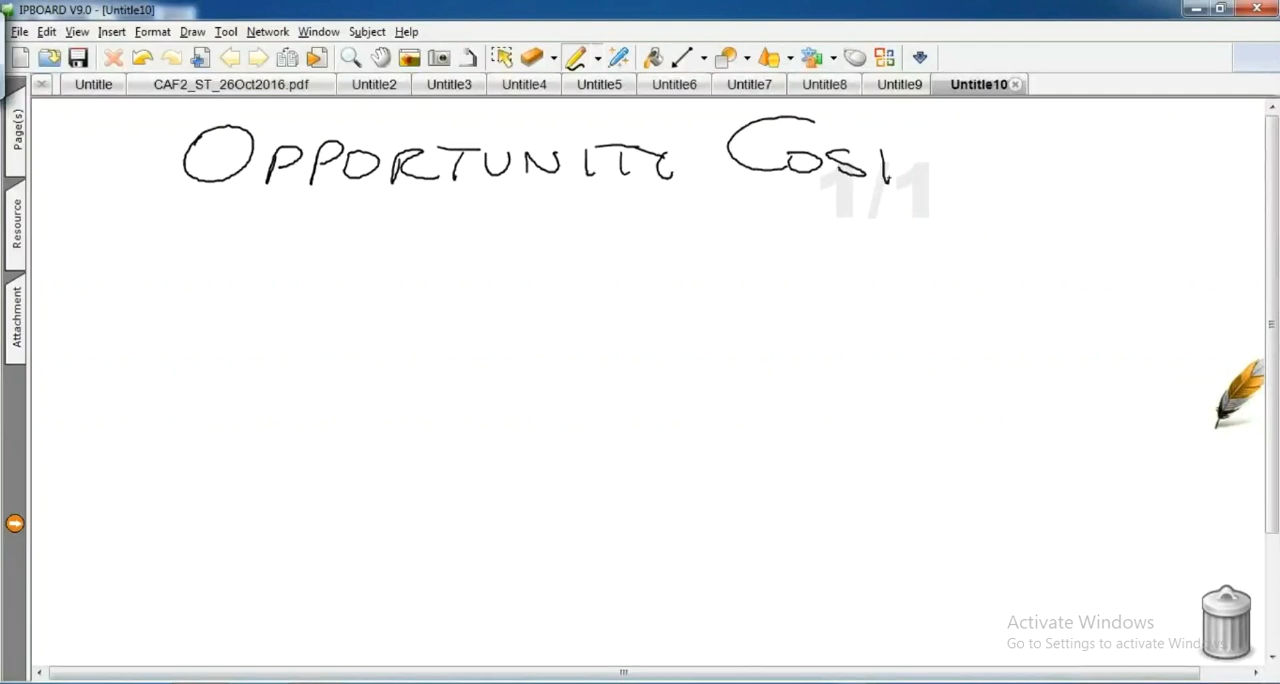 IPBOARD V9.0 - [Untitle10]
File Edit View Insert Format Draw Tool Network Window Subject Help
Untitle CAF2_ST_26Oct2016.pdf Untitle2 Untitle3 Untitle4 Untitle5 Untitle6 Untitle7 Untitle8 Untitle9 Untitle10
Page(s)
Resource
Attachment
OPPORTUNITY COST
1/1
Activate Windows
Go to Settings to activate Windows.